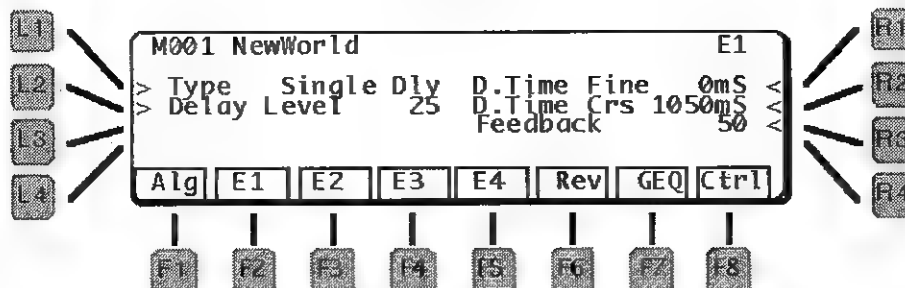 L1
R1
M001 NewWorld E1
L2
> Type Single Dly D.Time Fine 0mS <
R2
> Delay Level 25 D.Time Crs 1050mS <
L3
Feedback 50 <
R3
L4
Alg E1 E2 E3 E4 Rev GEQ Ctrl
R4
F1 F2 F3 F4 F5 F6 F7 F8